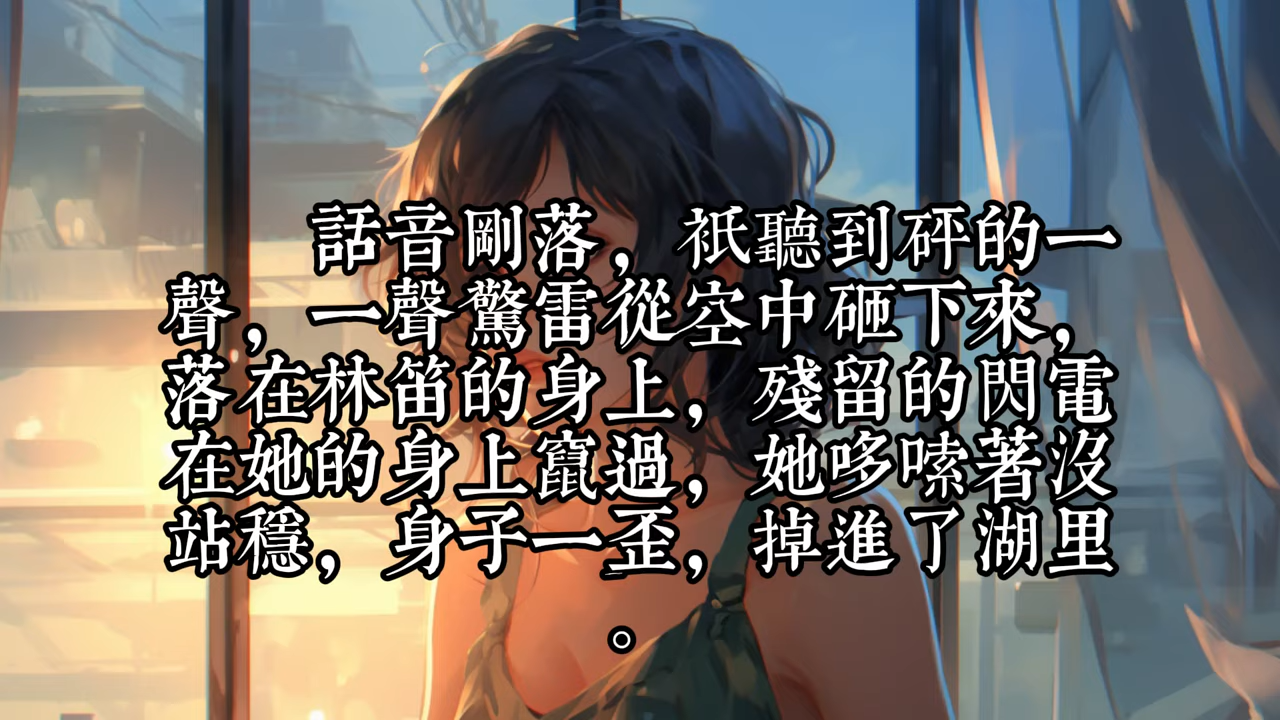 話音剛落，祇聽到砰的一
聲，一聲驚雷從空中砸下來，
落在林笛的身上，殘留的閃電
在她的身上竄過，她哆嗦著沒
站穩，身子一歪，掉進了湖里
。